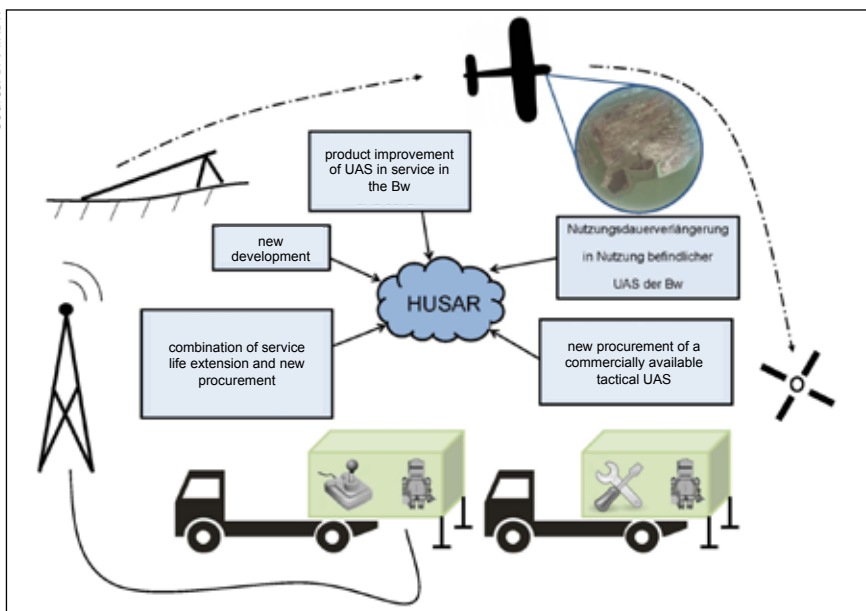 product improvement
of UAS in service in
the Bw
new
development
Nutzungsdauerverlängerung
in Nutzung befindlicher
UAS der Bw
HUSAR
combination of service
life extension and new
procurement
new procurement of a
commercially available
tactical UAS